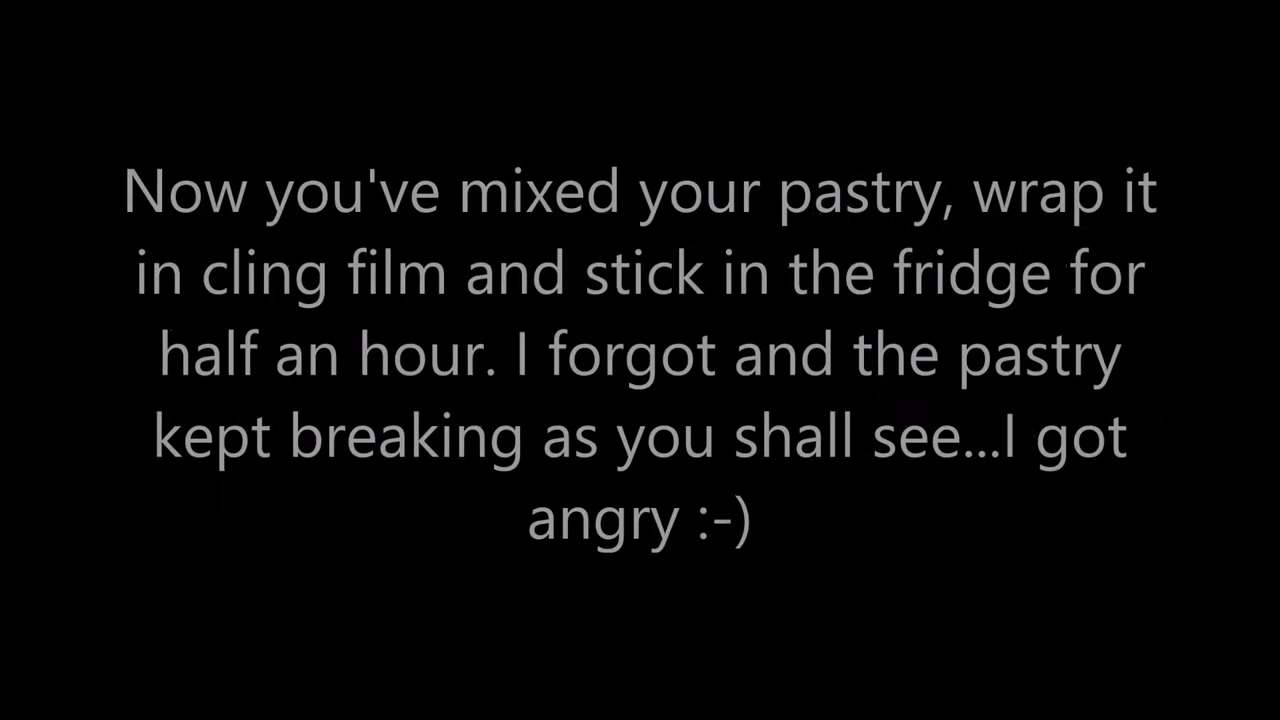 Now you've mixed your pastry, wrap it
in cling film and stick in the fridge for
half an hour. I forgot and the pastry
kept breaking as you shall see...I got
angry :-)